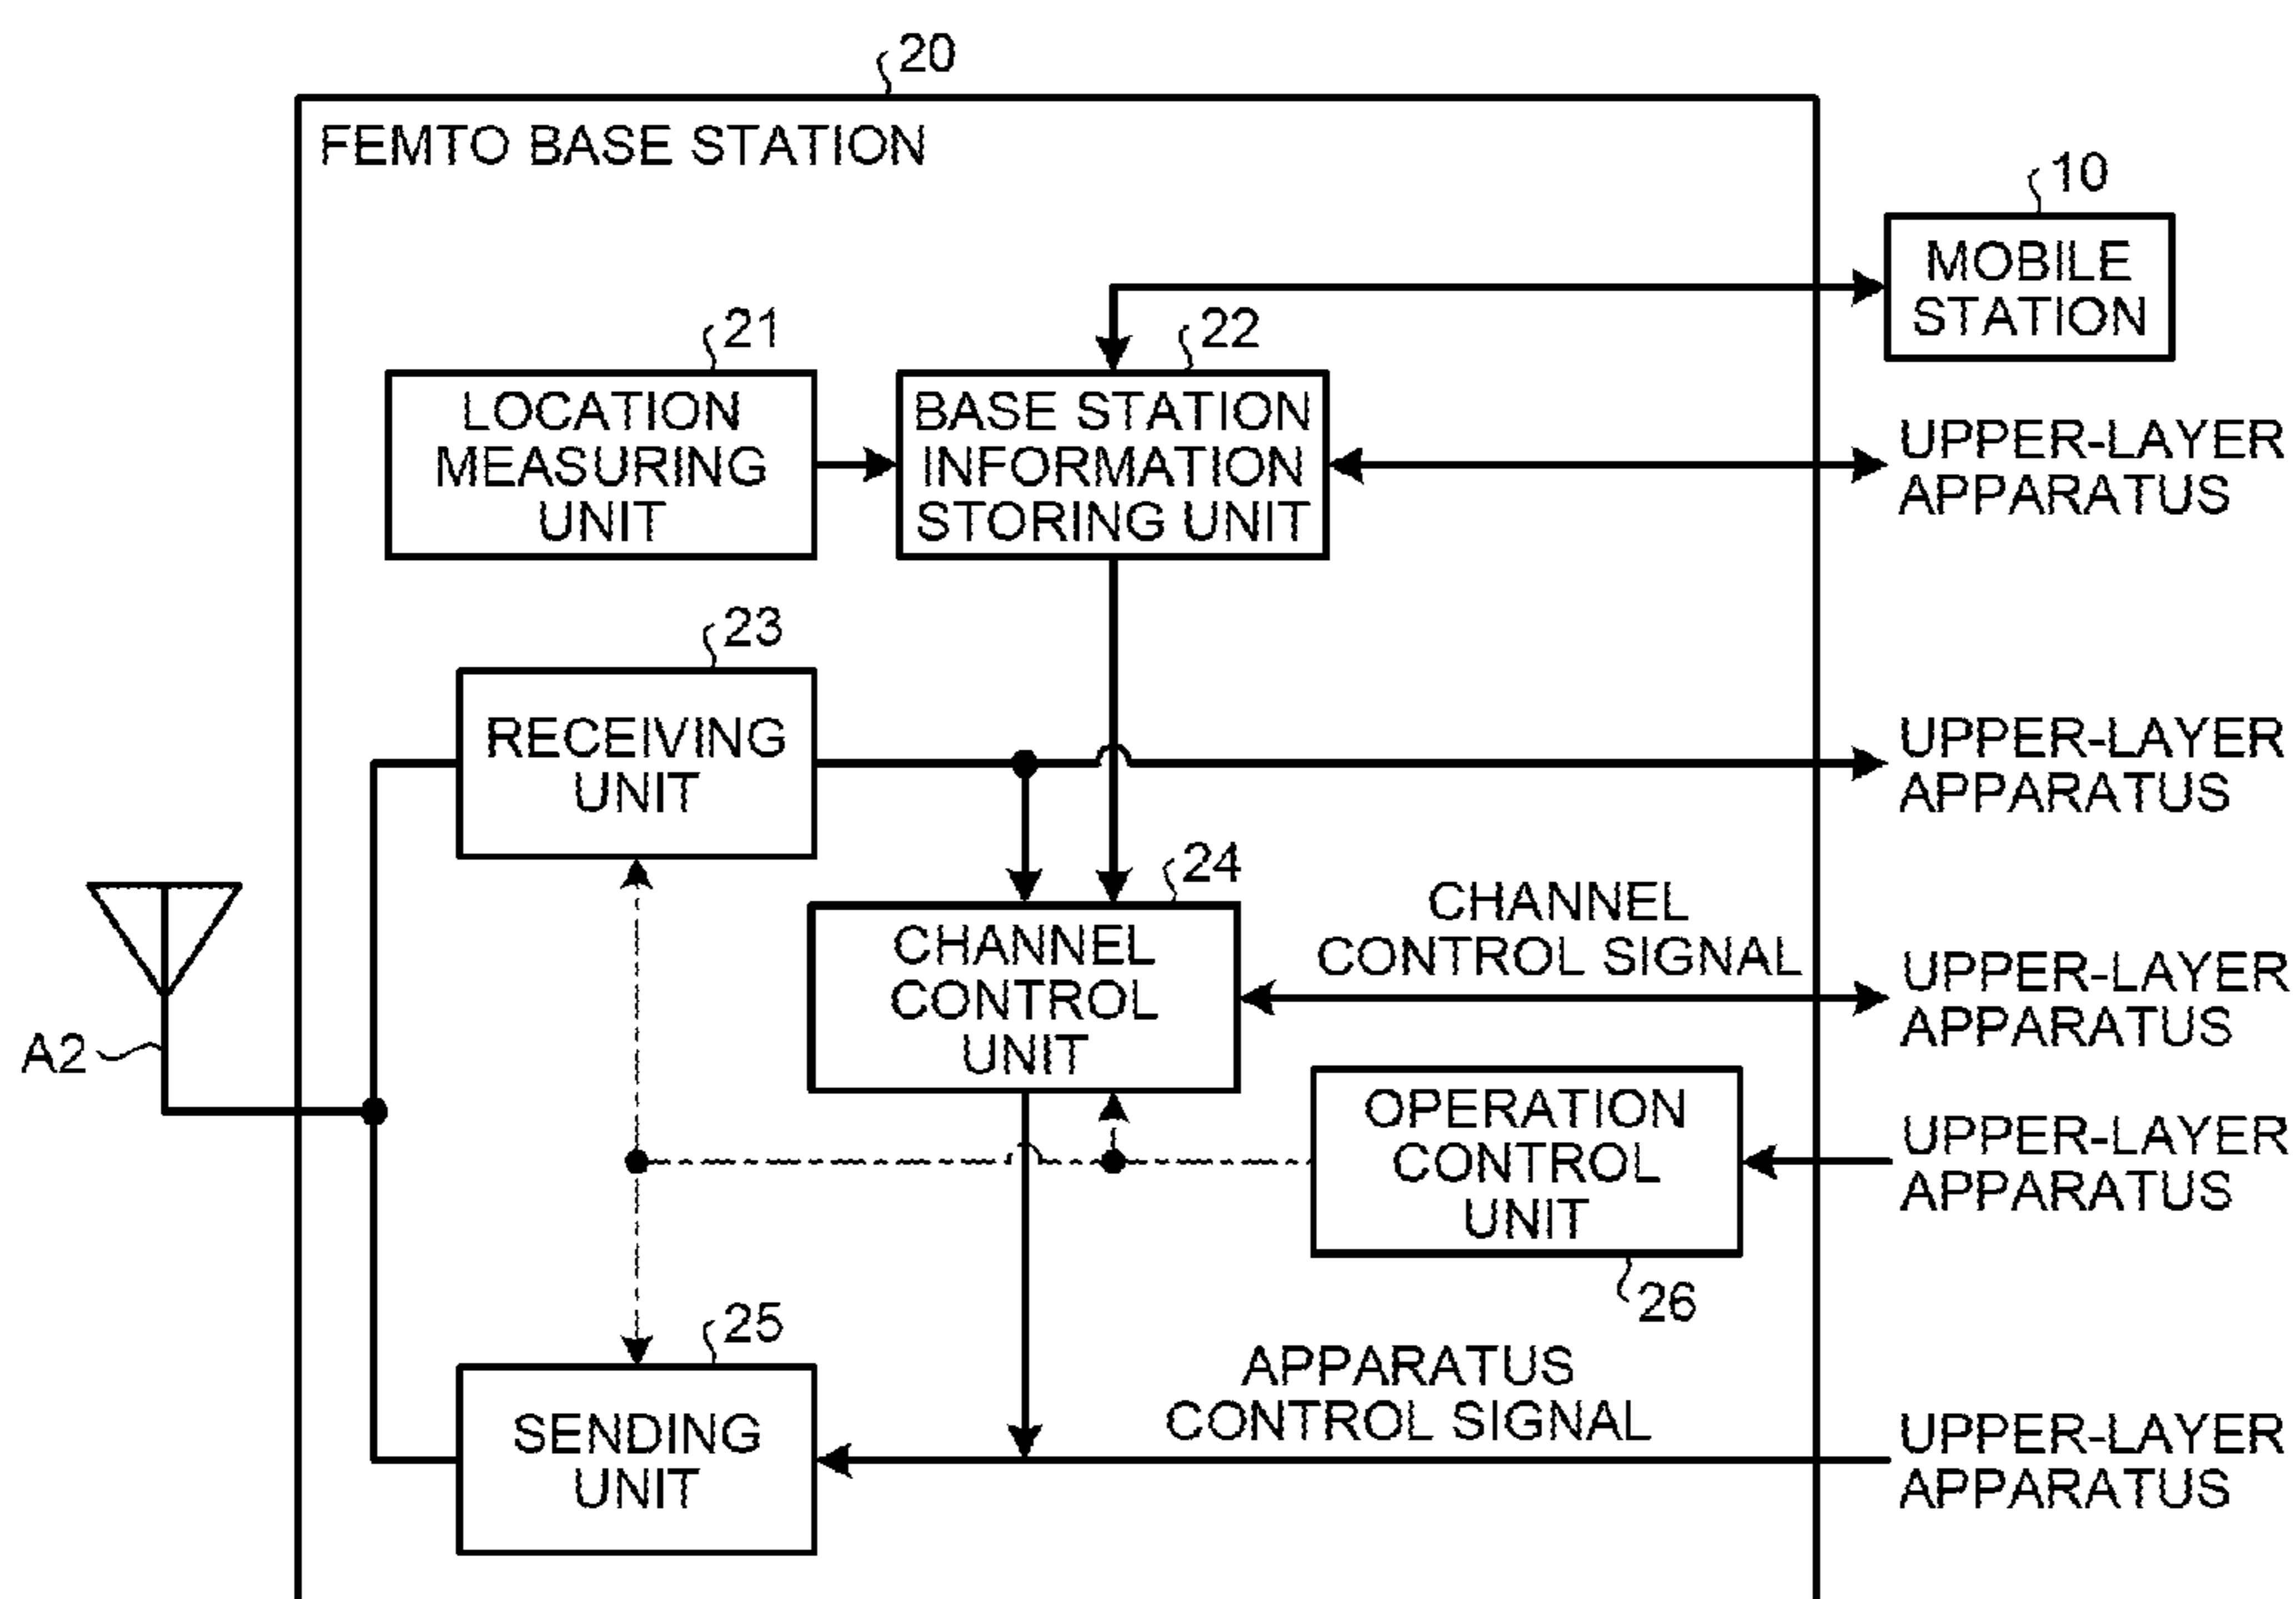 20
FEMTO BASE STATION
10
MOBILE
STATION
21
LOCATION
MEASURING
UNIT
22
BASE STATION
INFORMATION
STORING UNIT
UPPER-LAYER
APPARATUS
23
RECEIVING
UNIT
UPPER-LAYER
APPARATUS
24
CHANNEL
CONTROL
UNIT
CHANNEL
CONTROL SIGNAL
UPPER-LAYER
APPARATUS
A2
OPERATION
CONTROL
UNIT
26
UPPER-LAYER
APPARATUS
25
SENDING
UNIT
APPARATUS
CONTROL SIGNAL
UPPER-LAYER
APPARATUS